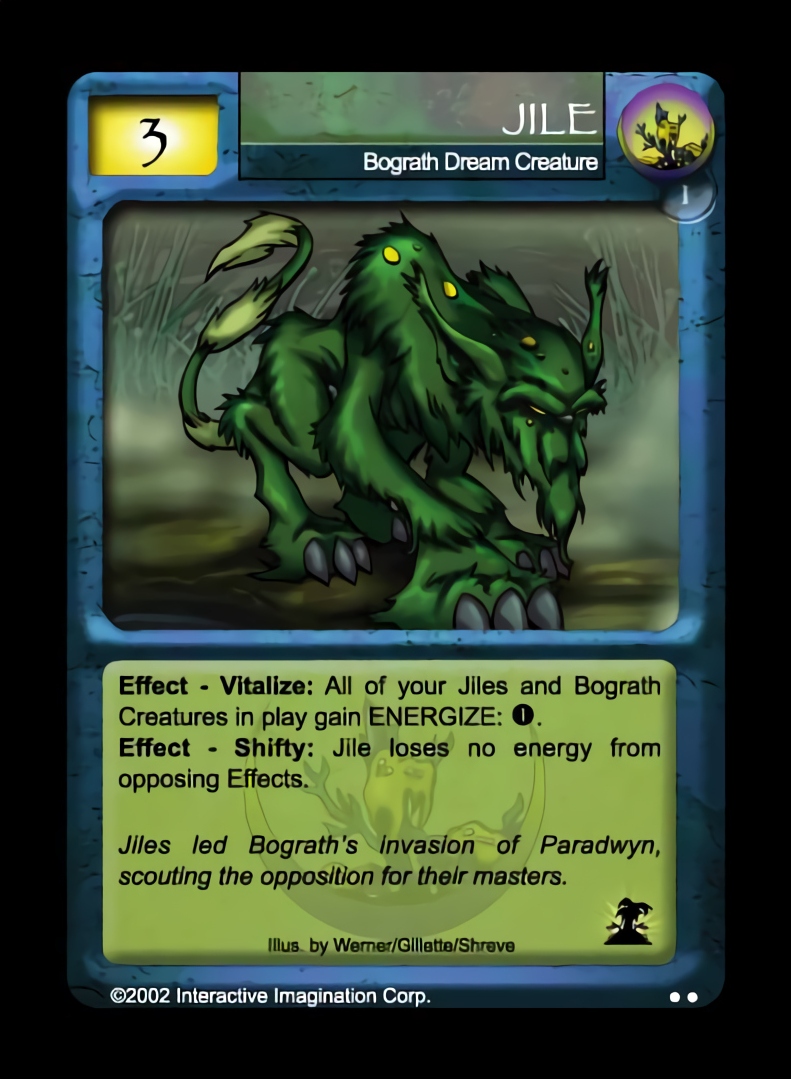 3
JILE
Bograth Dream Creature
1
Effect - Vitalize: All of your Jiles and Bograth
Creatures in play gain ENERGIZE: 1.
Effect - Shifty: Jile loses no energy from
opposing Effects.
Jiles led Bograth's invasion of Paradwyn,
scouting the opposition for their masters.
Illus. by Werner/Gillette/Shreve
©2002 Interactive Imagination Corp.